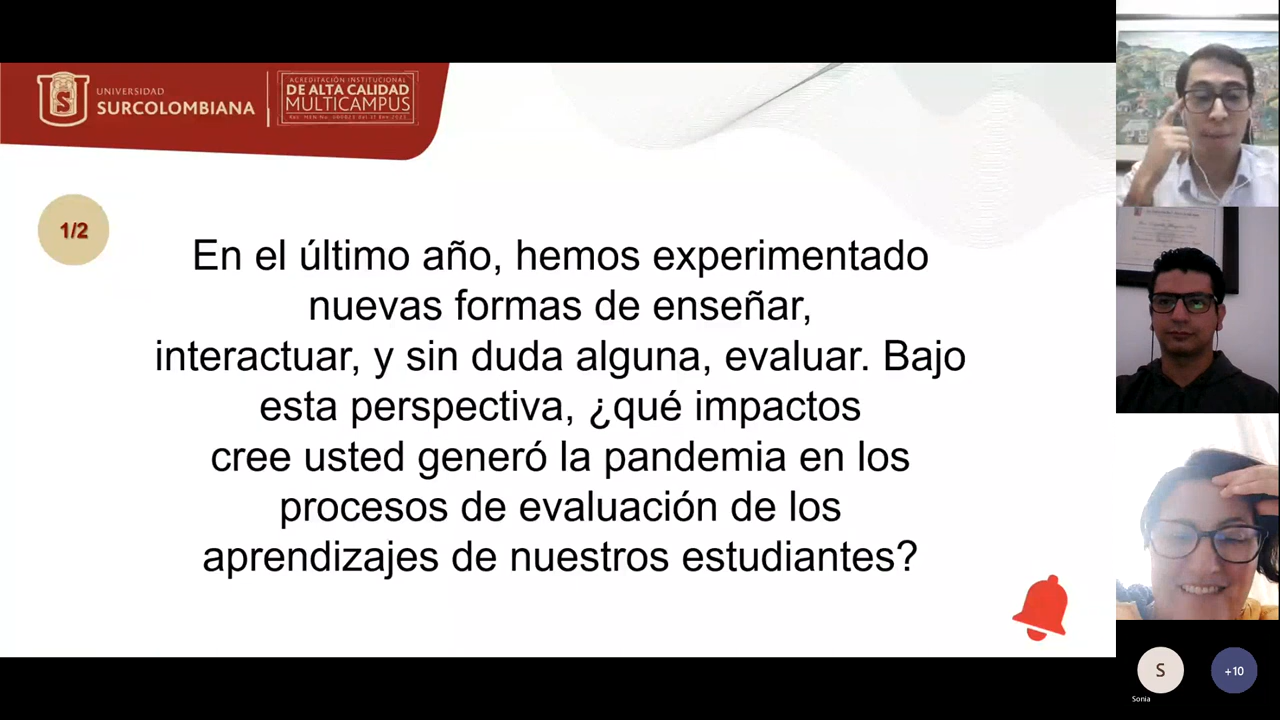 UNIVERSIDAD
SURCOLOMBIANA
ACREDITACIÓN INSTITUCIONAL
DE ALTA CALIDAD
MULTICAMPUS
1/2
En el último año, hemos experimentado
nuevas formas de enseñar,
interactuar, y sin duda alguna, evaluar. Bajo
esta perspectiva, ¿qué impactos
cree usted generó la pandemia en los
procesos de evaluación de los
aprendizajes de nuestros estudiantes?
S
+10
Sonia